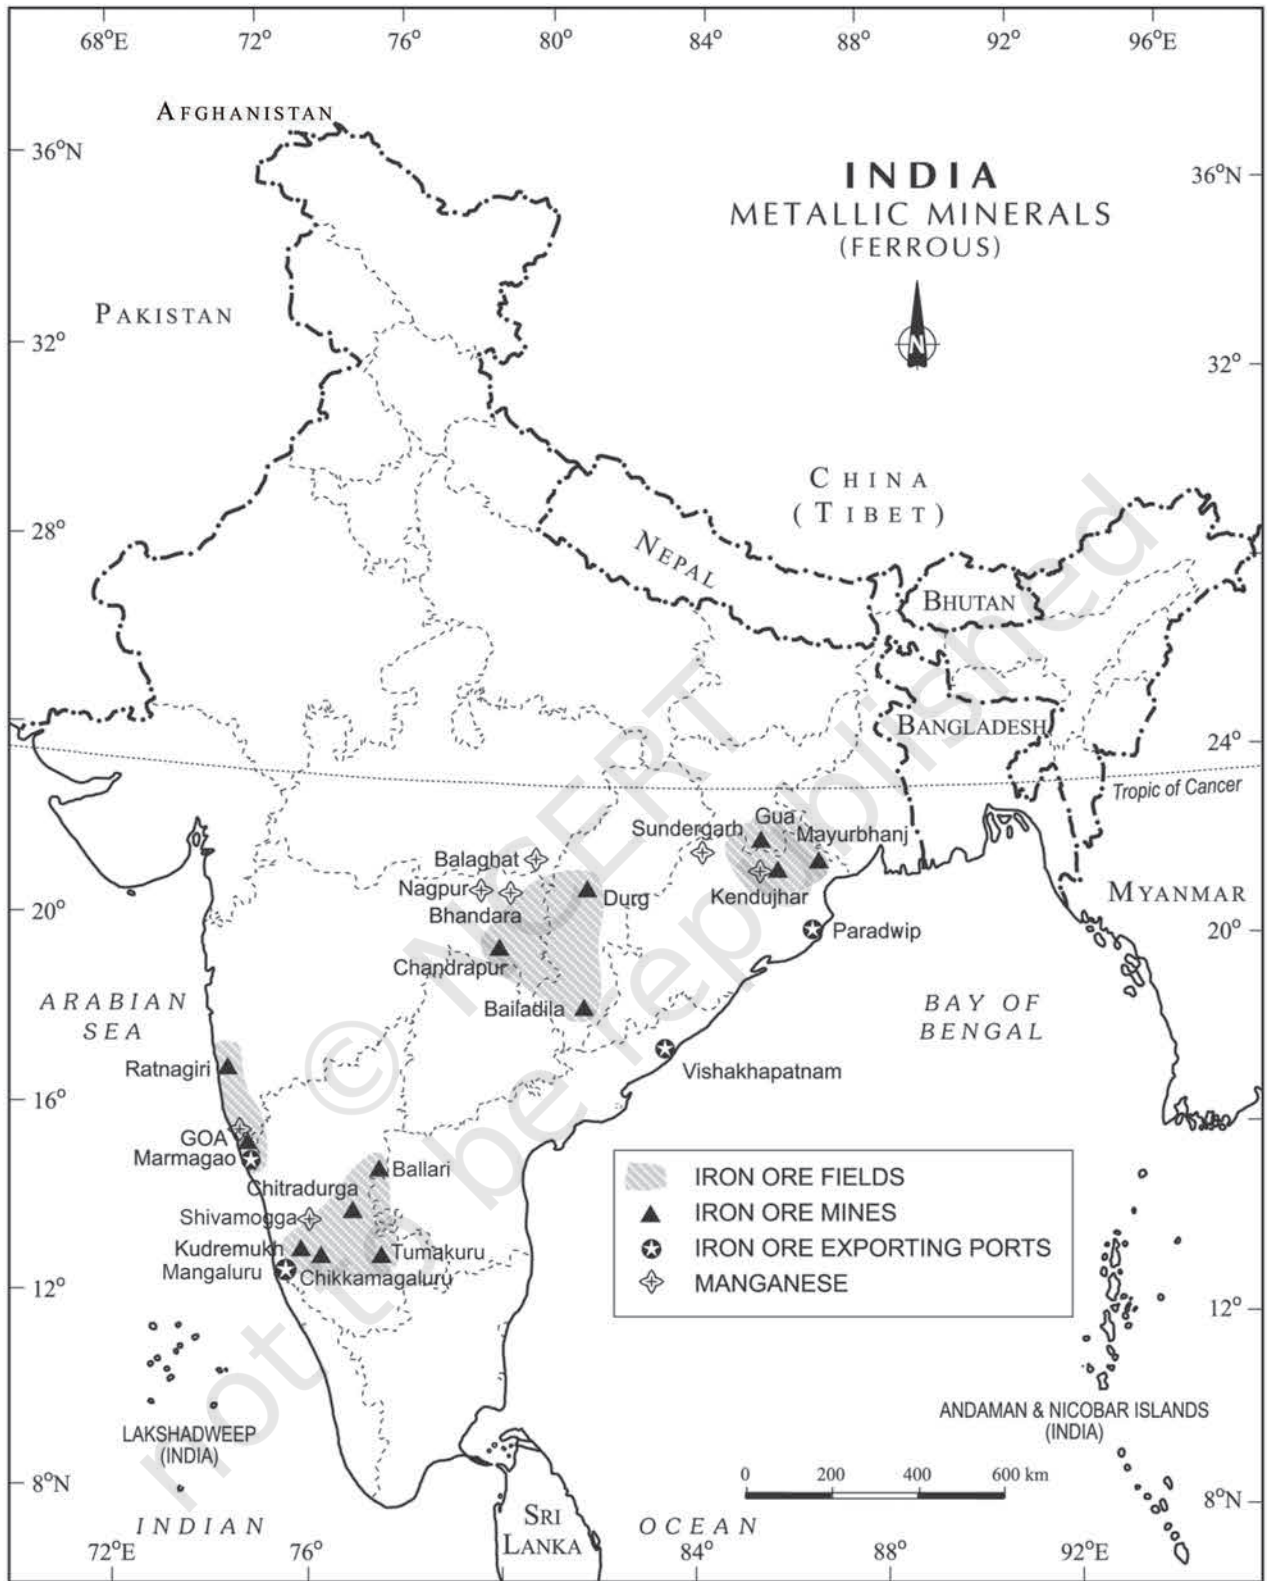 68°E 72° 76° 80° 84° 88° 92° 96°E
AFGHANISTAN
36°N
36°N
INDIA
METALLIC MINERALS
(FERROUS)
N
PAKISTAN
32°
32°
CHINA
(TIBET)
28°
NEPAL
BHUTAN
BANGLADESH
24°
Tropic of Cancer
Gua
Sundergarh
Mayurbhanj
Balaghat
Nagpur
Durg
Kendujhar
MYANMAR
Bhandara
20°
Paradwip
20°
Chandrapur
ARABIAN
SEA
Bailadila
BAY OF
BENGAL
Ratnagiri
Vishakhapatnam
16°
GOA
Marmagao
Ballari
Chitradurga
Shivamogga
Kudremukh
Tumakuru
Mangaluru
Chikkamagaluru
IRON ORE FIELDS
IRON ORE MINES
IRON ORE EXPORTING PORTS
MANGANESE
12°
12°
LAKSHADWEEP
(INDIA)
ANDAMAN & NICOBAR ISLANDS
(INDIA)
0 200 400 600 km
8°N
8°N
SRI
LANKA
INDIAN OCEAN
72°E 76° 84° 88° 92°E
© NCERT
not to be republished